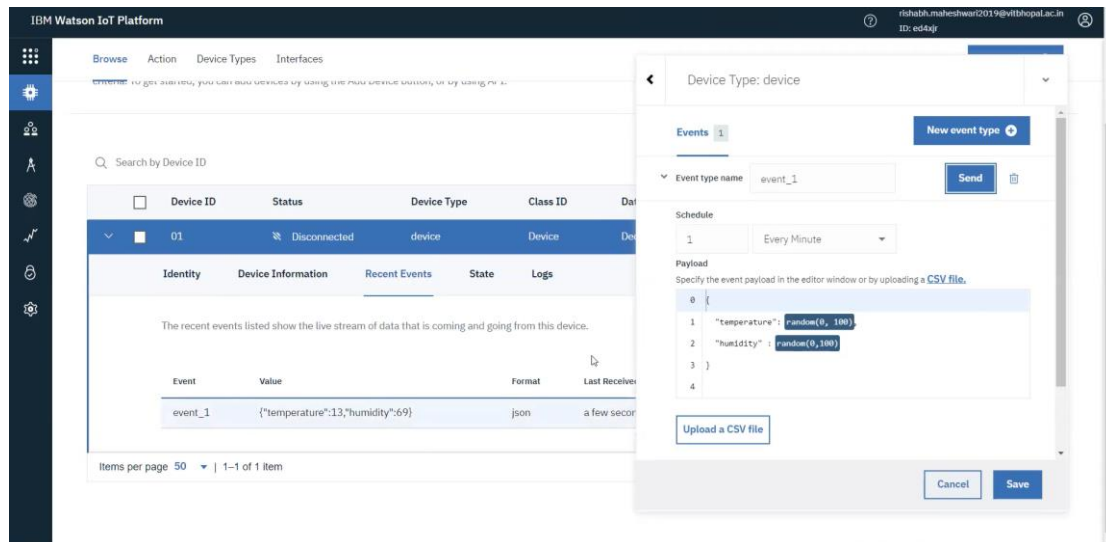 IBM Watson IoT Platform
rishabh.maheshwari2019@vitbhopal.ac.in
ID: ed4xjr
Browse Action Device Types Interfaces
criteria. To get started, you can add devices by using the Add Device button, or by using API.
Search by Device ID
Device ID Status Device Type Class ID Dat
01 Disconnected device Device Dec
Identity Device Information Recent Events State Logs
The recent events listed show the live stream of data that is coming and going from this device.
Event Value Format Last Received
event_1 {"temperature":13,"humidity":69} json a few secon
Items per page 50 | 1–1 of 1 item
Device Type: device
Events 1
New event type
Event type name event_1 Send
Schedule
1 Every Minute
Payload
Specify the event payload in the editor window or by uploading a CSV file.
0 {
1 "temperature": random(0, 100),
2 "humidity" : random(0,100)
3 }
4
Upload a CSV file
Cancel Save